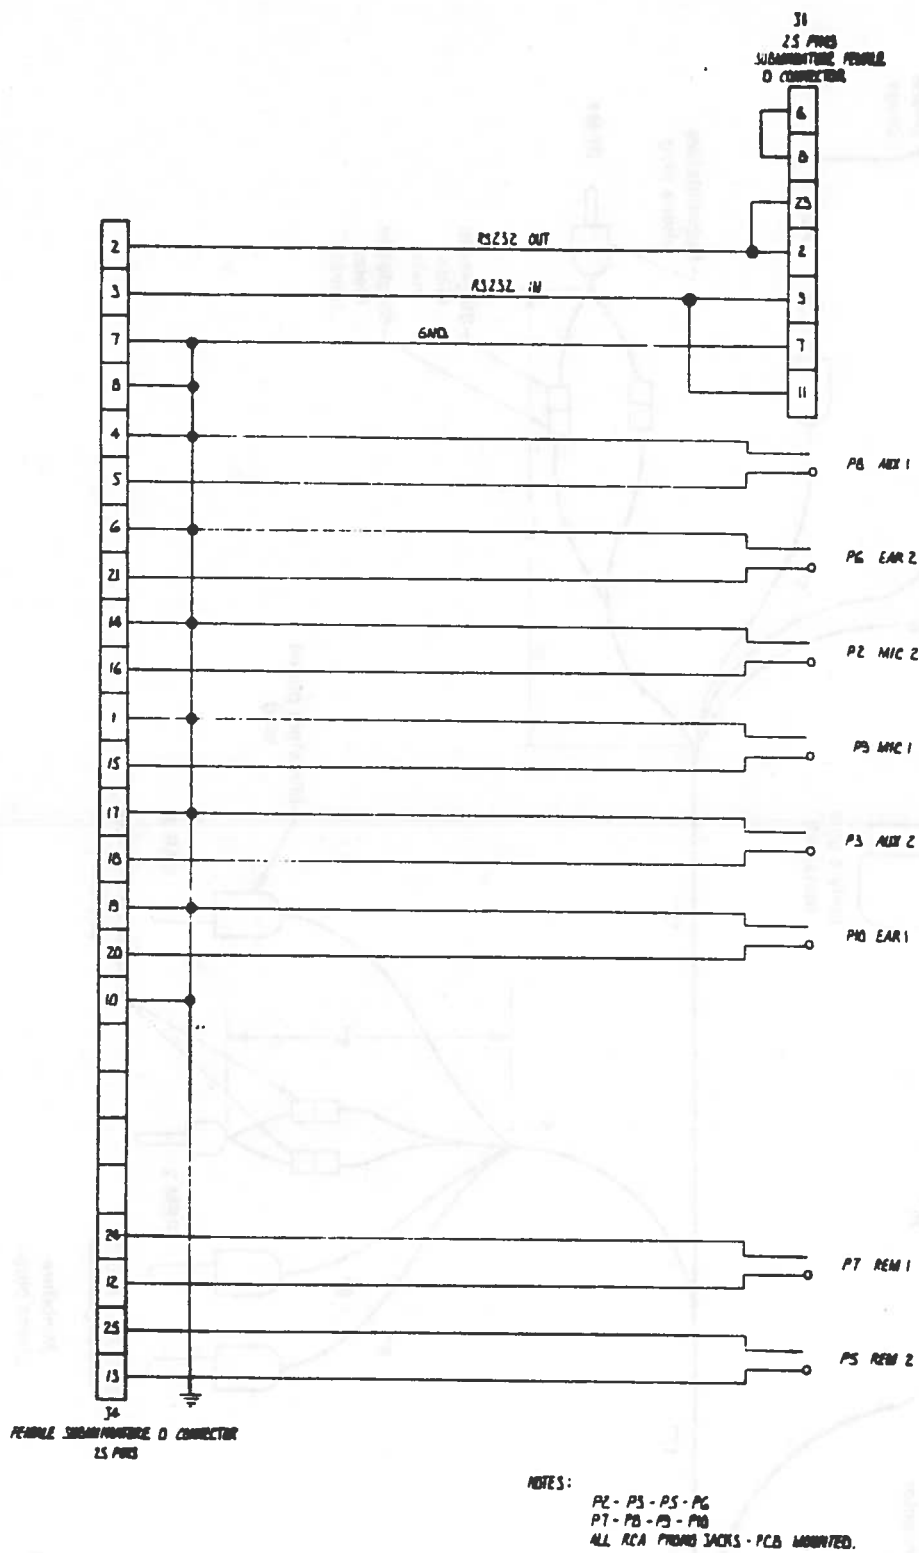 31
25 PINS
SUBMINIATURE FEMALE
D CONNECTOR
6
8
23
2
3
7
11
2
3
7
8
4
5
6
21
14
16
1
15
17
18
19
20
10
24
12
25
13
RS232 OUT
RS232 IN
GND
P8 AUX 1
P6 EAR 2
P2 MIC 2
P9 MIC 1
P3 AUX 2
P10 EAR 1
P7 REM 1
P5 REM 2
34
FEMALE SUBMINIATURE D CONNECTOR
25 PINS
NOTES:
P2 - P3 - P5 - P6
P7 - P8 - P9 - P10
ALL RCA PHONO JACKS - PCB MOUNTED.